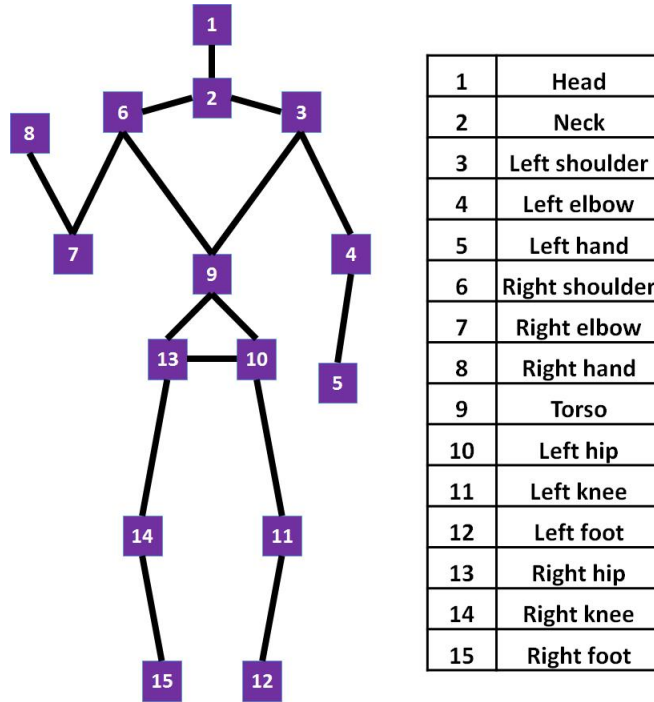 1
2
6
3
8
7
4
9
13
10
5
14
11
15
12
1 Head
2 Neck
3 Left shoulder
4 Left elbow
5 Left hand
6 Right shoulder
7 Right elbow
8 Right hand
9 Torso
10 Left hip
11 Left knee
12 Left foot
13 Right hip
14 Right knee
15 Right foot